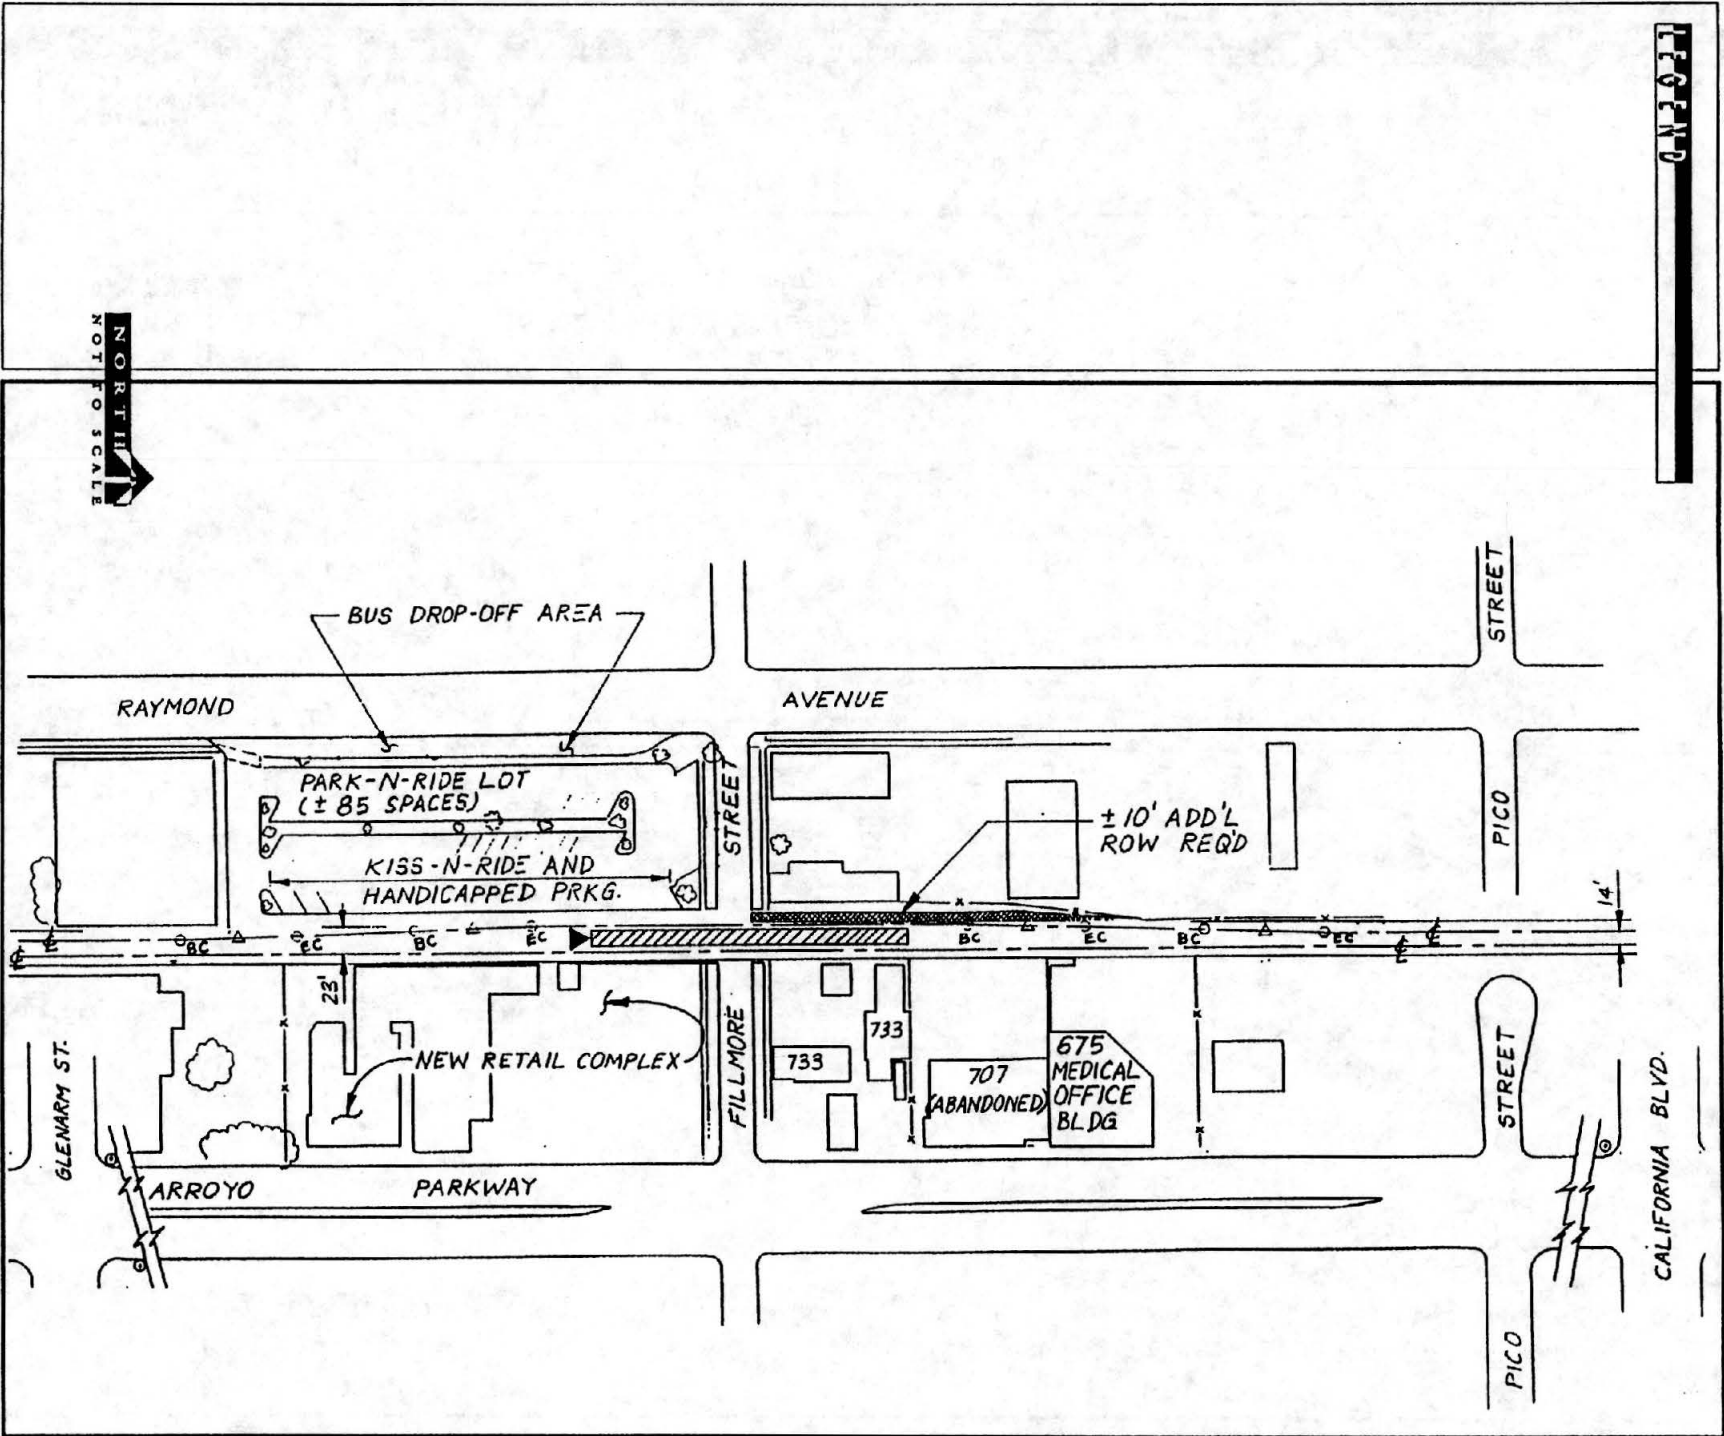 LEGEND
NORTH
NOT TO SCALE
BUS DROP-OFF AREA
STREET
RAYMOND
AVENUE
PARK-N-RIDE LOT
(± 85 SPACES)
STREET
PICO
± 10' ADD'L
ROW REQ'D
KISS-N-RIDE AND
HANDICAPPED PRKG.
14'
BC
EC
BC
EC
BC
EC
BC
EC
23'
NEW RETAIL COMPLEX
FILLMORE
733
733
707
(ABANDONED)
675
MEDICAL
OFFICE
BLDG
STREET
GLENARM ST.
CALIFORNIA BLVD.
ARROYO
PARKWAY
PICO